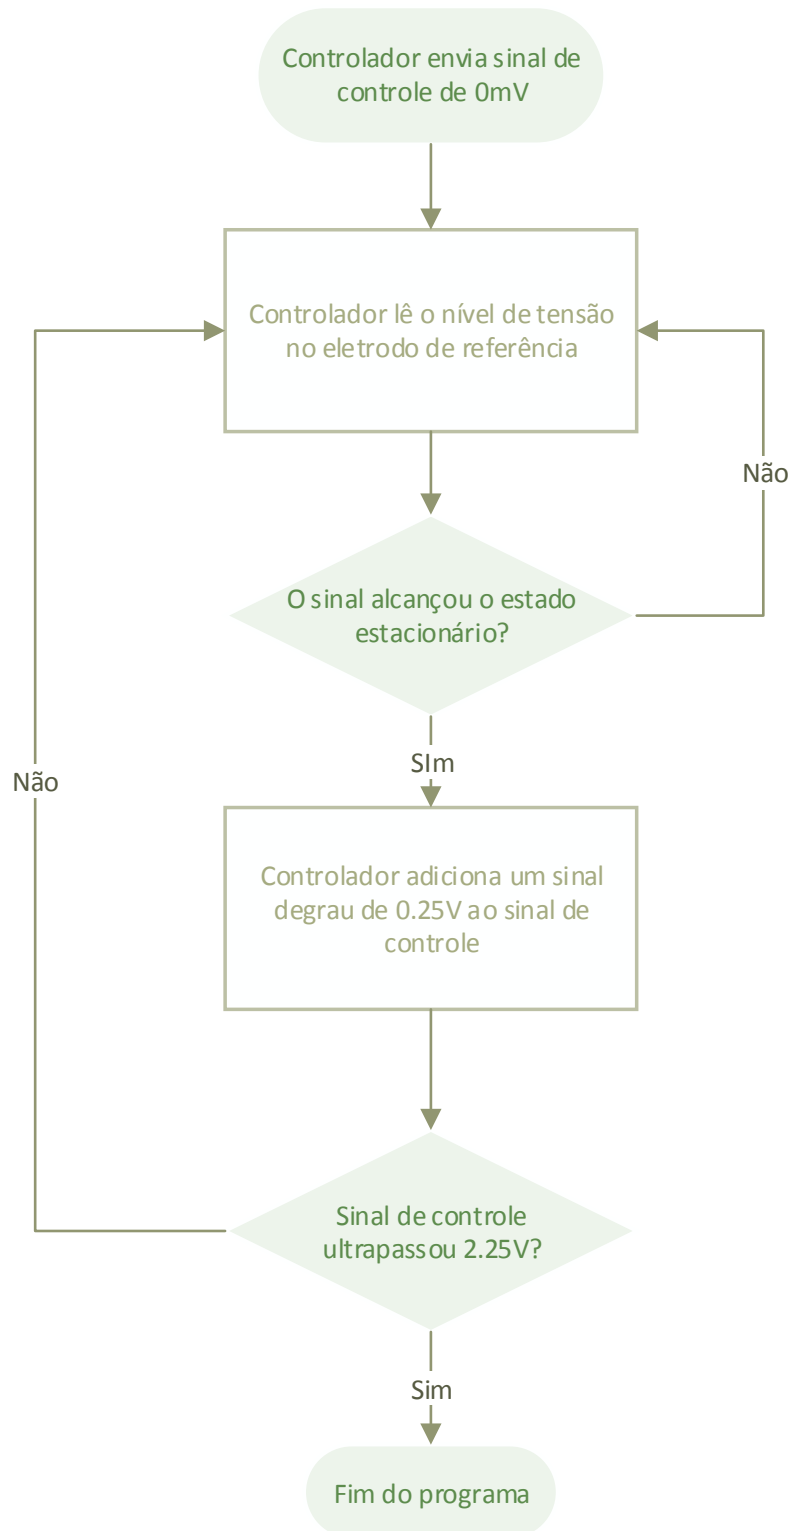 Controlador envia sinal de
controle de 0mV
Controlador lê o nível de tensão
no eletrodo de referência
Não
O sinal alcançou o estado
estacionário?
SIm
Não
Controlador adiciona um sinal
degrau de 0.25V ao sinal de
controle
Sinal de controle
ultrapassou 2.25V?
Sim
Fim do programa